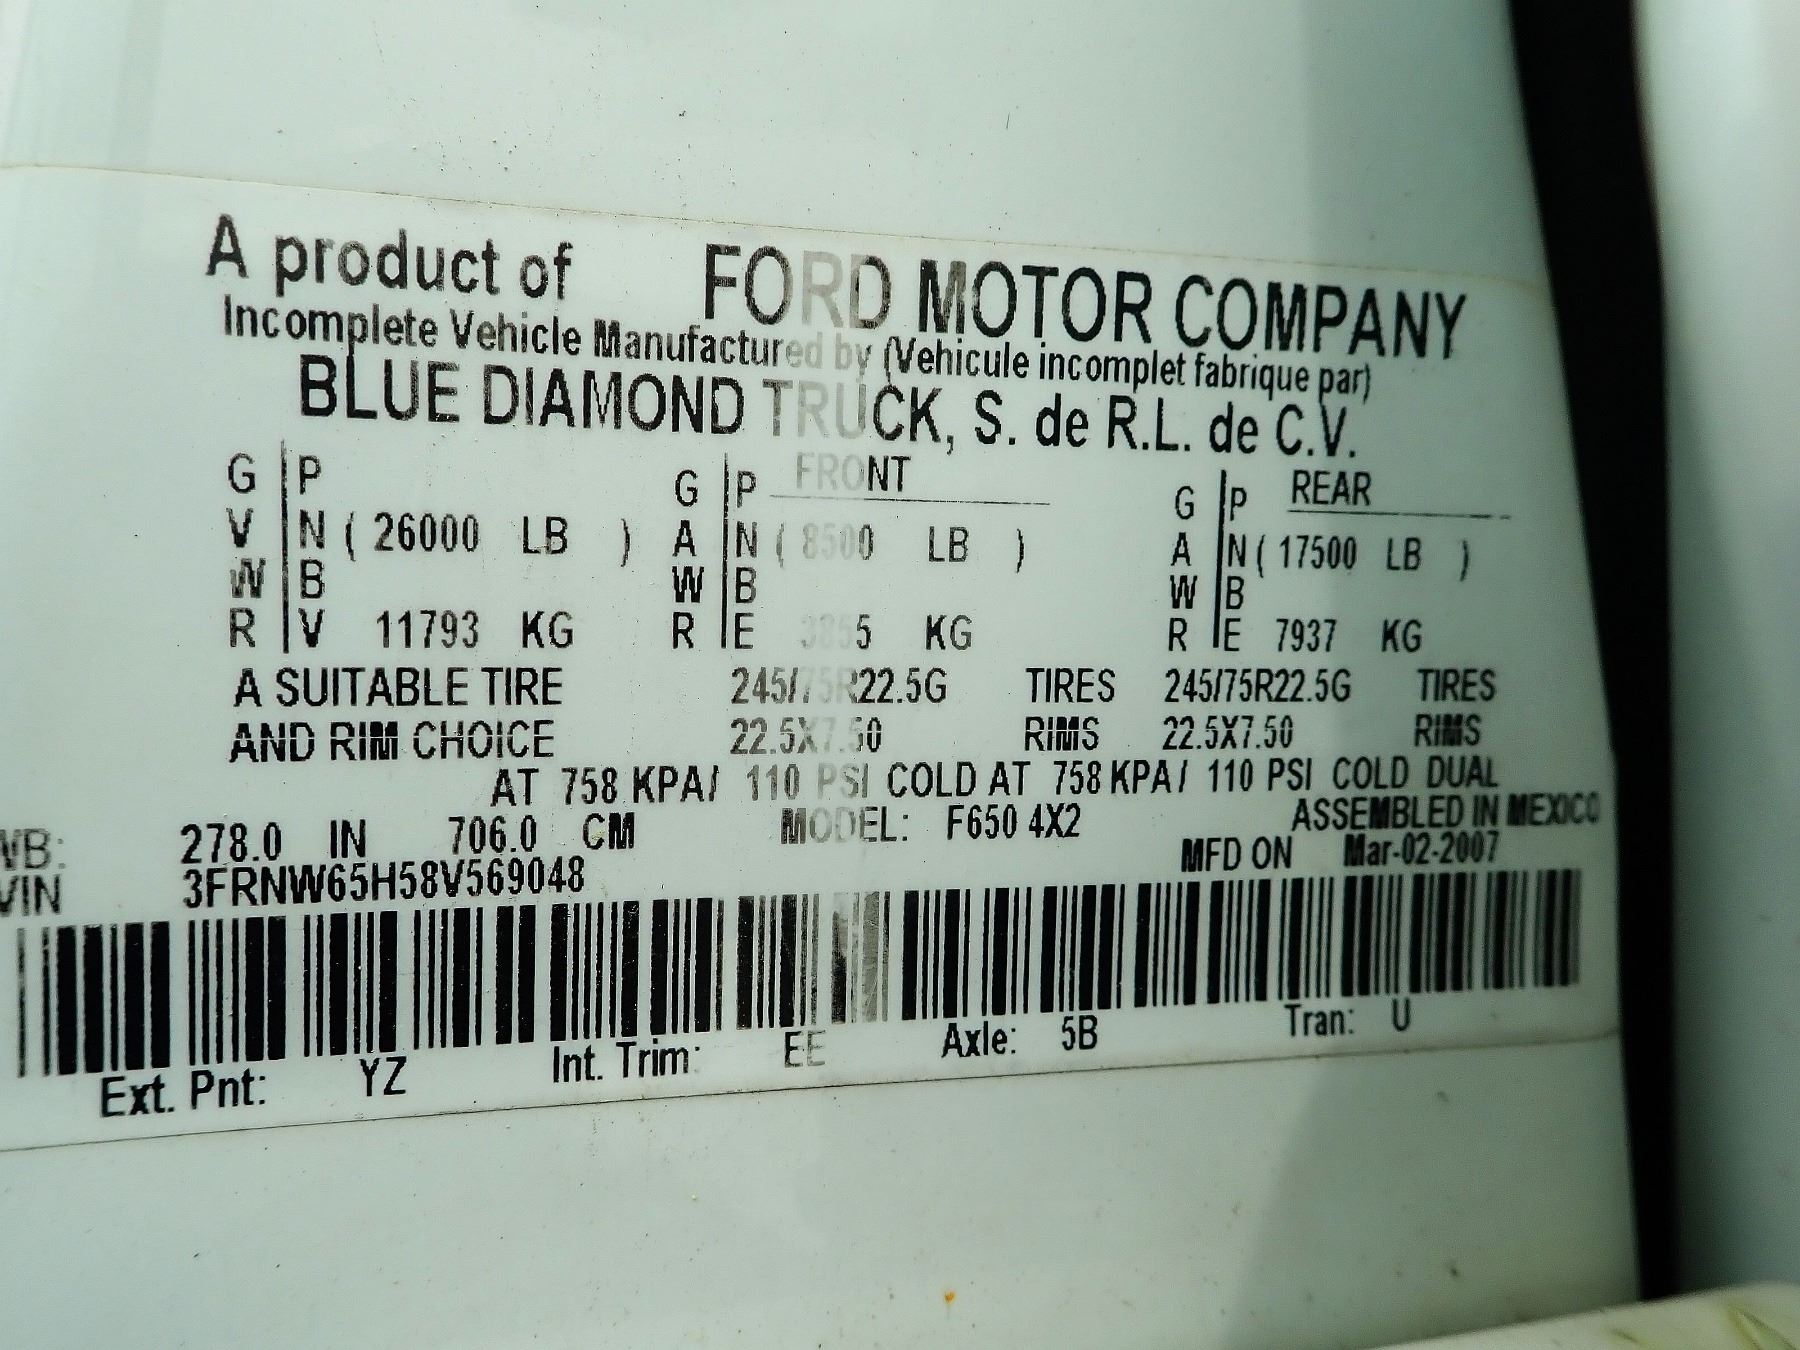 A product of FORD MOTOR COMPANY
Incomplete Vehicle Manufactured by (Vehicule incomplet fabrique par)
BLUE DIAMOND TRUCK, S. de R.L. de C.V.
G P G P FRONT G P REAR
V N ( 26000 LB ) A N ( 8500 LB ) A N ( 17500 LB )
W B W B W B
R V 11793 KG R E 3855 KG R E 7937 KG
A SUITABLE TIRE 245/75R22.5G TIRES 245/75R22.5G TIRES
AND RIM CHOICE 22.5X7.50 RIMS 22.5X7.50 RIMS
AT 758 KPA/ 110 PSI COLD AT 758 KPA/ 110 PSI COLD DUAL
WB: 278.0 IN 706.0 CM MODEL: F650 4X2 ASSEMBLED IN MEXICO
VIN 3FRNW65H58V569048 MFD ON Mar-02-2007
Ext. Pnt: YZ Int. Trim: EE Axle: 5B Tran: U